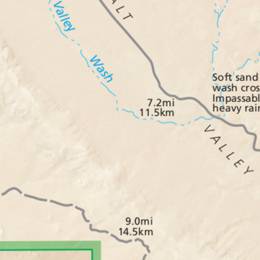 ALT
Valley
Wash
Soft sand
wash cros
Impassabl
heavy rain
7.2mi
11.5km
VALLEY
9.0mi
14.5km